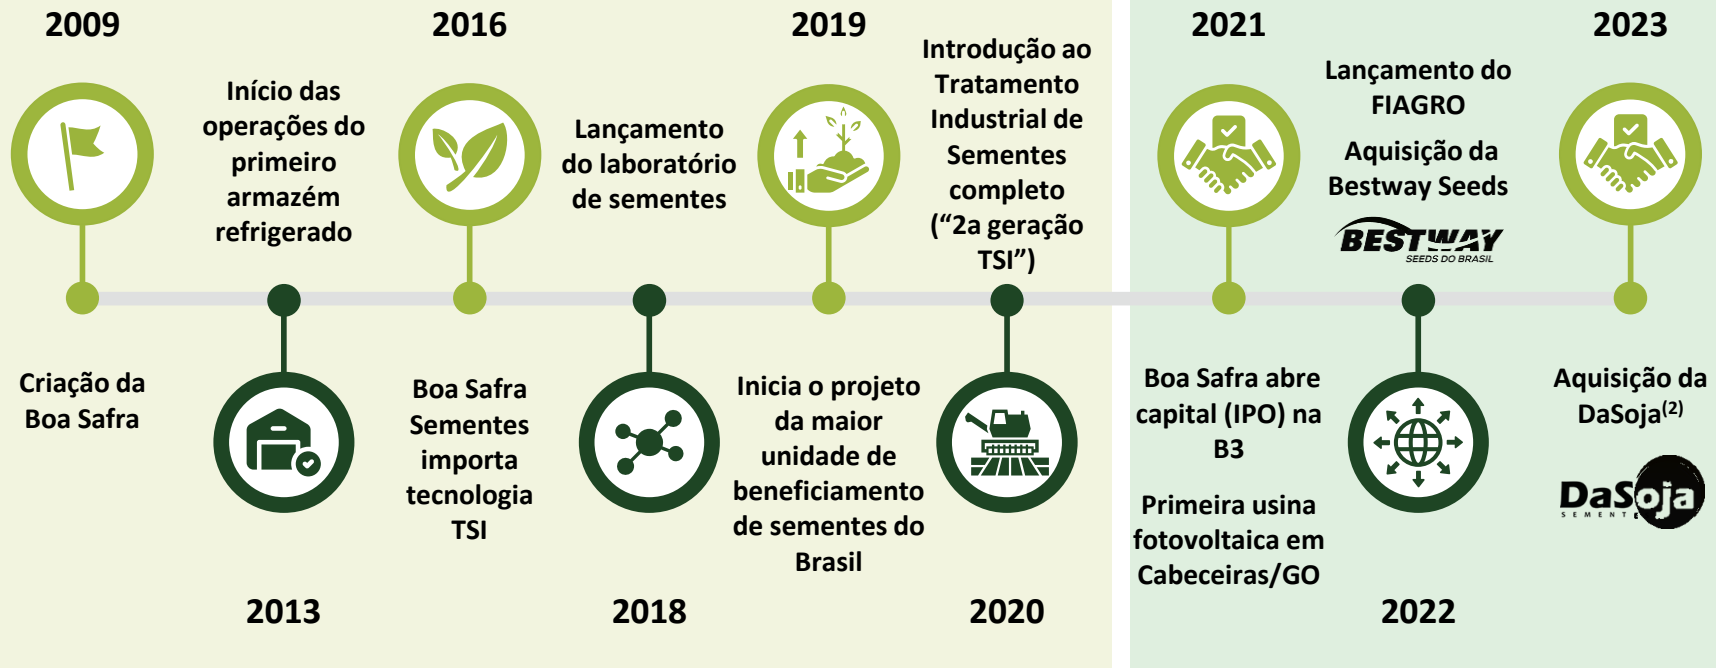 2009
Criação da
Boa Safra
Início das
operações do
primeiro
armazém
refrigerado
2013
2016
Boa Safra
Sementes
importa
tecnologia
TSI
Lançamento
do laboratório
de sementes
2018
2019
Inicia o projeto
da maior
unidade de
beneficiamento
de sementes do
Brasil
Introdução ao
Tratamento
Industrial de
Sementes
completo
(“2a geração
TSI”)
2020
2021
Boa Safra abre
capital (IPO) na
B3
Primeira usina
fotovoltaica em
Cabeceiras/GO
Lançamento do
FIAGRO
Aquisição da
Bestway Seeds
BESTWAY
SEEDS DO BRASIL
2022
2023
Aquisição da
DaSoja(2)
DaSoja